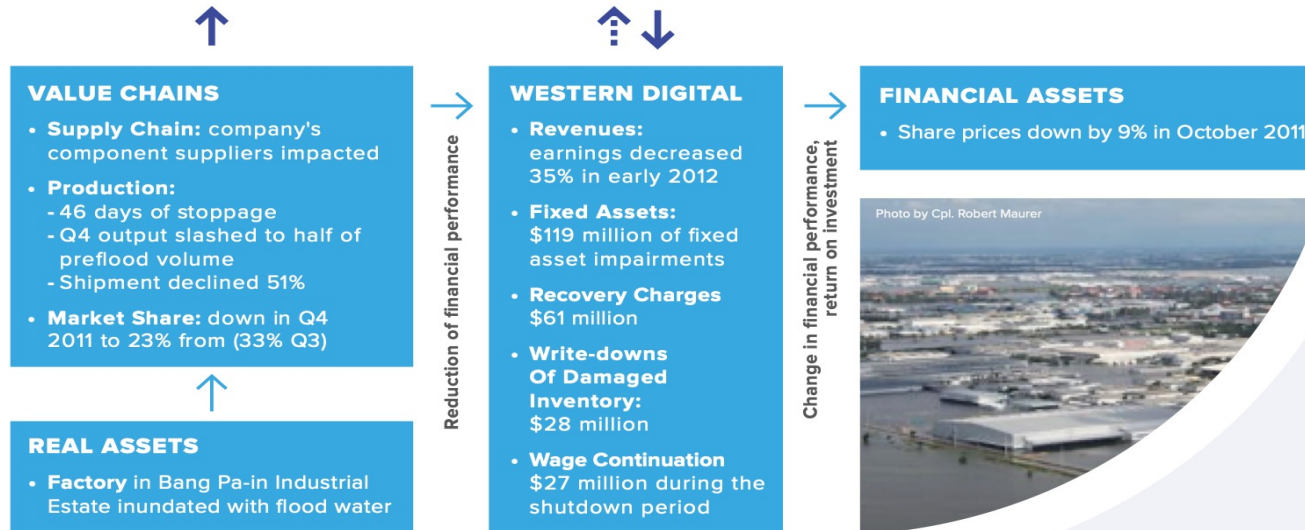 VALUE CHAINS
• Supply Chain: company's
component suppliers impacted
• Production:
- 46 days of stoppage
- Q4 output slashed to half of
preflood volume
- Shipment declined 51%
• Market Share: down in Q4
2011 to 23% from (33% Q3)
REAL ASSETS
• Factory in Bang Pa-in Industrial
Estate inundated with flood water
Reduction of financial performance
WESTERN DIGITAL
• Revenues:
earnings decreased
35% in early 2012
• Fixed Assets:
$119 million of fixed
asset impairments
• Recovery Charges
$61 million
• Write-downs
Of Damaged
Inventory:
$28 million
• Wage Continuation
$27 million during the
shutdown period
Change in financial performance,
return on investment
FINANCIAL ASSETS
• Share prices down by 9% in October 2011
Photo by Cpl. Robert Maurer